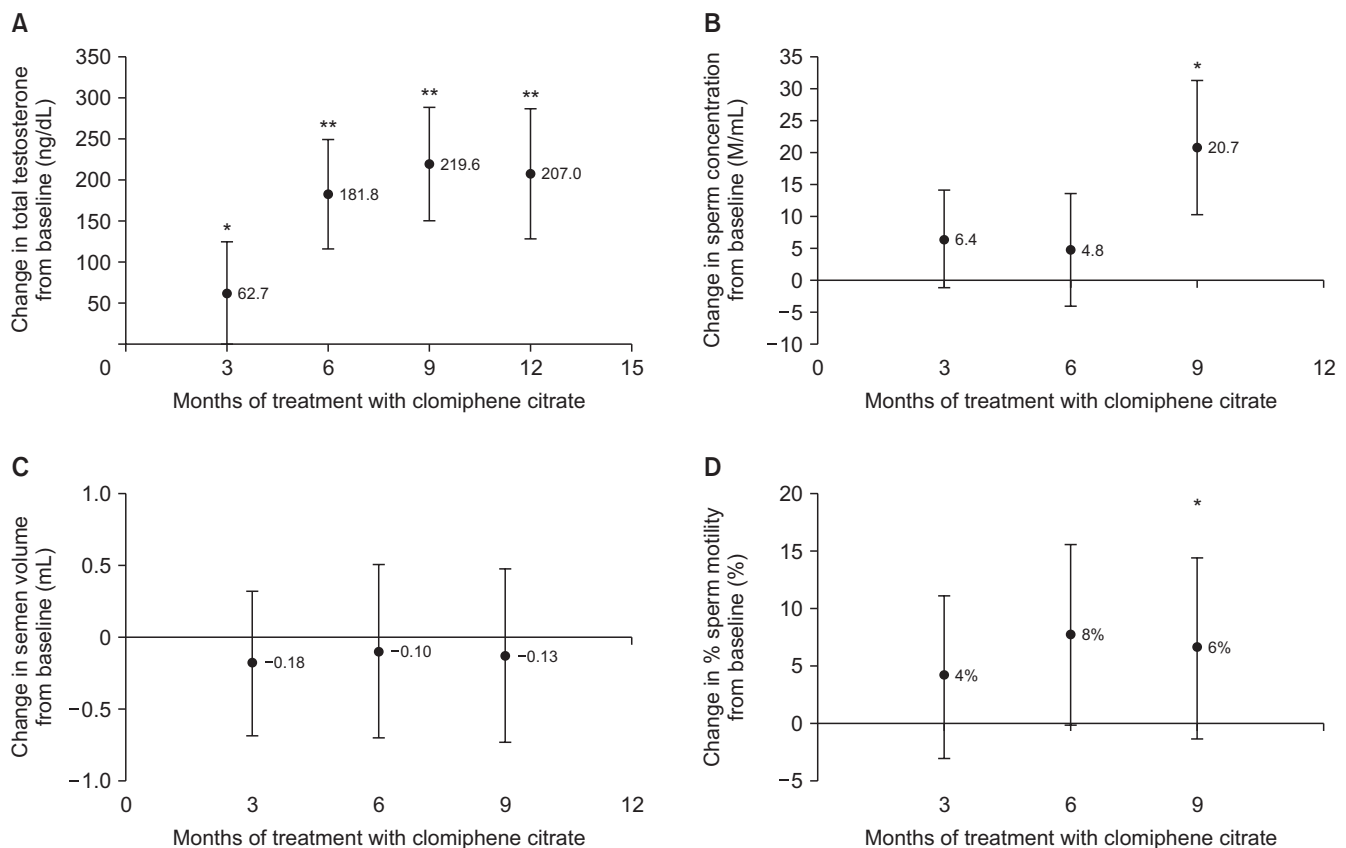 A
Change in total testosterone
from baseline (ng/dL)
350
300
250
200
150
100
50
0
*
**
**
**
62.7
181.8
219.6
207.0
3 6 9 12 15
Months of treatment with clomiphene citrate
B
Change in sperm concentration
from baseline (M/mL)
35
30
25
20
15
10
5
0
−5
−10
*
6.4
4.8
20.7
0 3 6 9 12
Months of treatment with clomiphene citrate
C
Change in semen volume
from baseline (mL)
1.0
0.5
0
−0.5
−1.0
−0.18
−0.10
−0.13
0 3 6 9 12
Months of treatment with clomiphene citrate
D
Change in % sperm motility
from baseline (%)
20
15
10
5
0
−5
*
4%
8%
6%
3 6 9
Months of treatment with clomiphene citrate